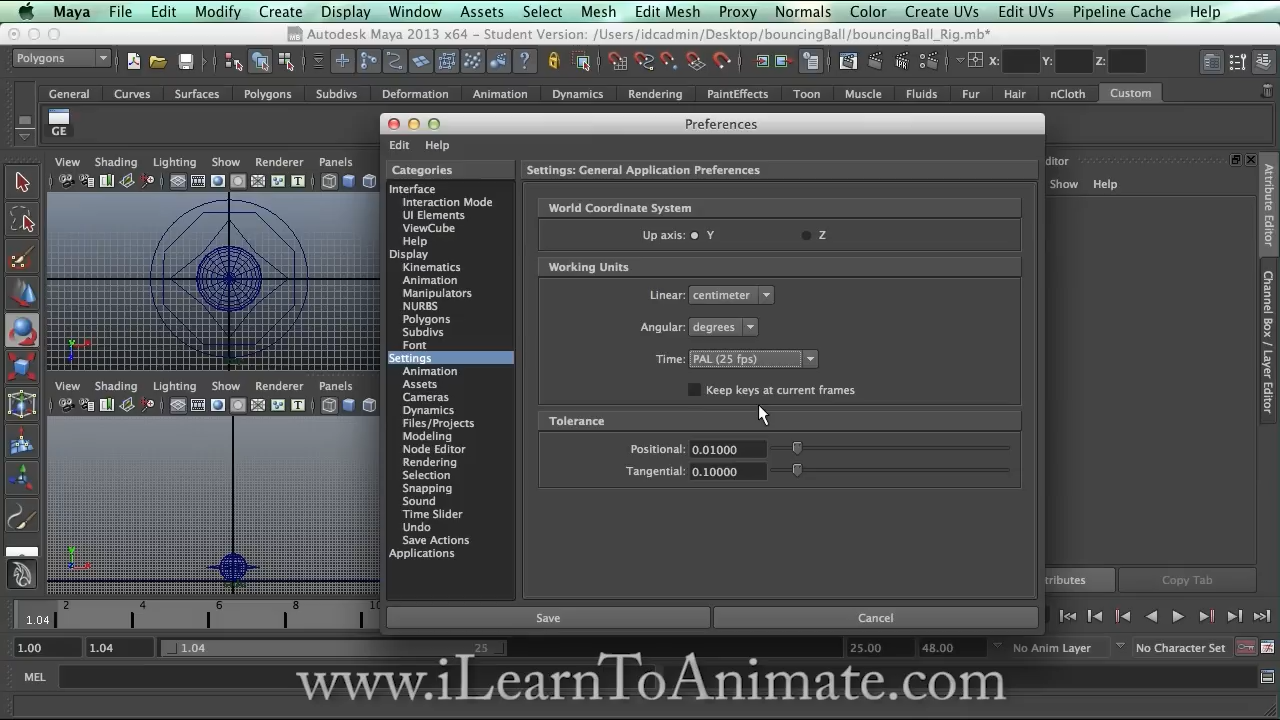 Maya File Edit Modify Create Display Window Assets Select Mesh Edit Mesh Proxy Normals Color Create UVs Edit UVs Pipeline Cache Help
Autodesk Maya 2013 x64 - Student Version: /Users/idcadmin/Desktop/bouncingBall/bouncingBall_Rig.mb*
Polygons X: Y: Z:
General Curves Surfaces Polygons Subdivs Deformation Animation Dynamics Rendering PaintEffects Toon Muscle Fluids Fur Hair nCloth Custom
GE
Preferences
Edit Help
View Shading Lighting Show Renderer Panels
Categories
Interface
Interaction Mode
UI Elements
ViewCube
Help
Display
Kinematics
Animation
Manipulators
NURBS
Polygons
Subdivs
Font
Settings
Animation
Assets
Cameras
Dynamics
Files/Projects
Modeling
Node Editor
Rendering
Selection
Snapping
Sound
Time Slider
Undo
Save Actions
Applications
Settings: General Application Preferences
World Coordinate System
Up axis: Y Z
Working Units
Linear: centimeter
Angular: degrees
Time: PAL (25 fps)
Keep keys at current frames
Tolerance
Positional: 0.01000
Tangential: 0.10000
Save Cancel
View Shading Lighting Show Renderer Panels
ditor
Show Help
Attribute Editor
Channel Box / Layer Editor
tributes Copy Tab
2 4 6 8 10
1.04
1.00 1.04 1.04 25 25.00 48.00 No Anim Layer No Character Set
MEL
www.iLearnToAnimate.com